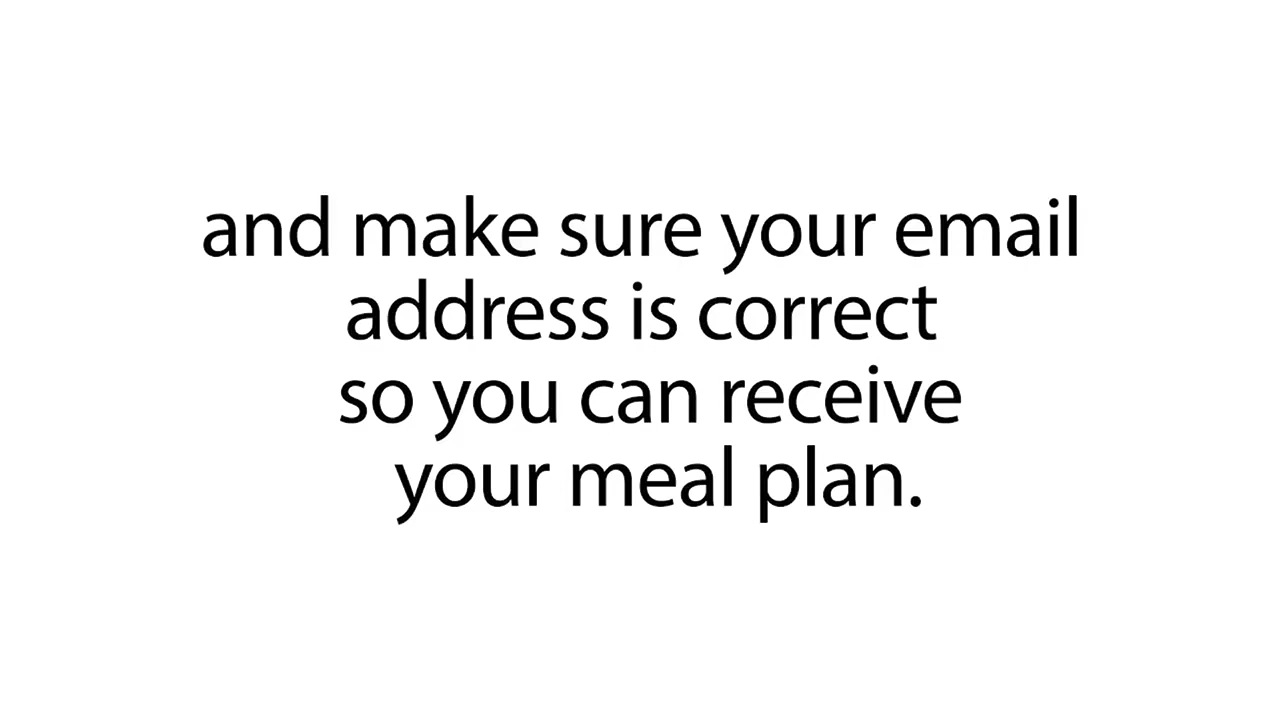 and make sure your email
address is correct
so you can receive
your meal plan.